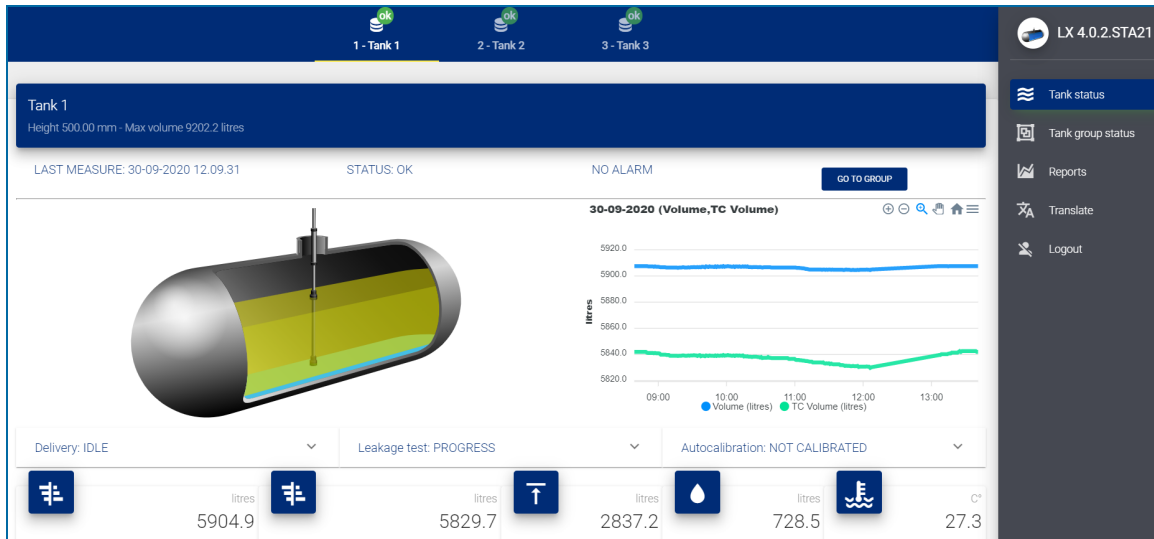 ok ok ok
1 - Tank 1 2 - Tank 2 3 - Tank 3
LX 4.0.2.STA21
Tank status
Tank group status
Reports
Translate
Logout
Tank 1
Height 500.00 mm - Max volume 9202.2 litres
LAST MEASURE: 30-09-2020 12.09.31 STATUS: OK NO ALARM GO TO GROUP
30-09-2020 (Volume,TC Volume)
litres
5920.0
5900.0
5880.0
5860.0
5840.0
5820.0
09:00 10:00 11:00 12:00 13:00
Volume (litres) TC Volume (litres)
Delivery: IDLE Leakage test: PROGRESS Autocalibration: NOT CALIBRATED
litres litres litres litres C°
5904.9 5829.7 2837.2 728.5 27.3